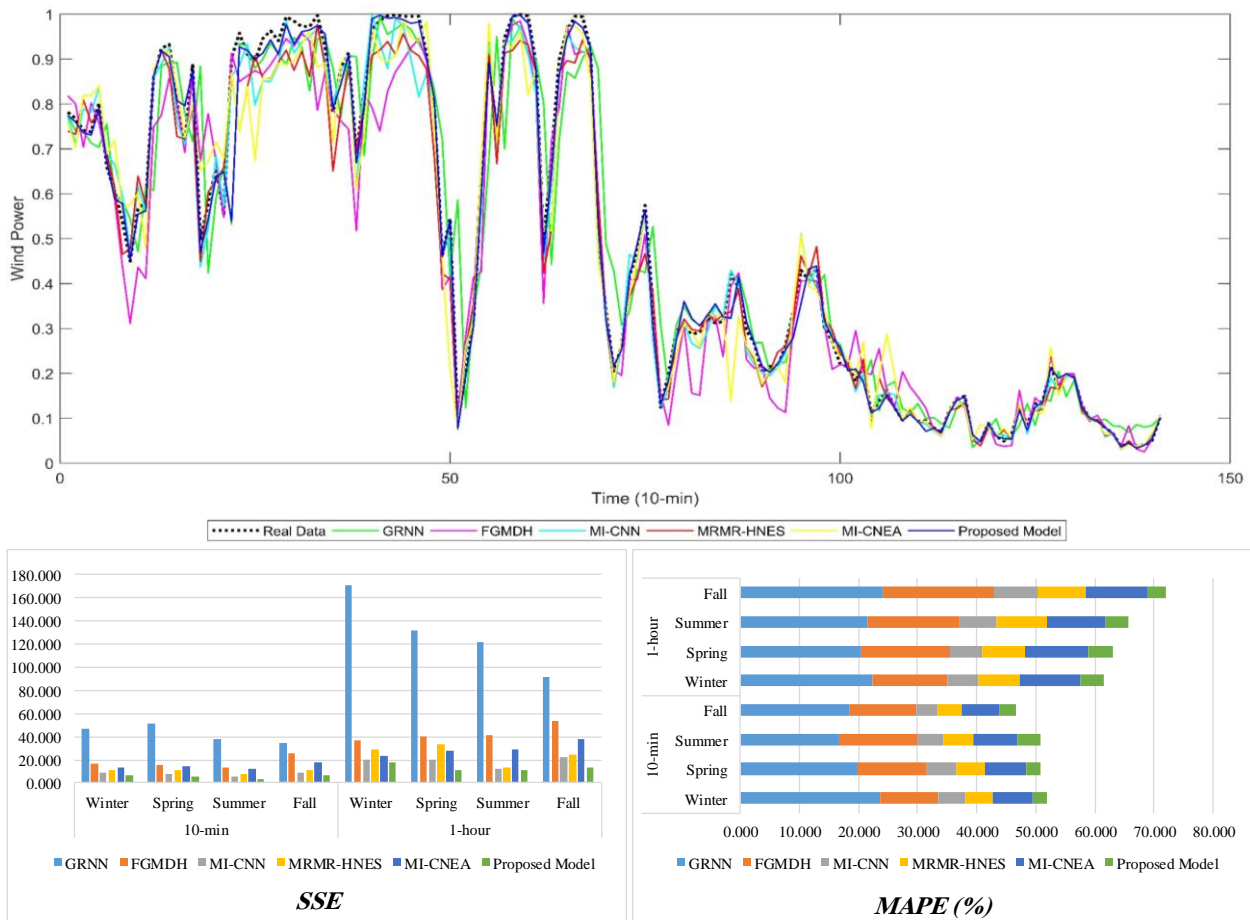 1
0.9
0.8
0.7
0.6
0.5
0.4
0.3
0.2
0.1
0
Wind Power
0 50 100 150
Time (10-min)
Real Data GRNN FGMDH MI-CNN MRMR-HNES MI-CNEA Proposed Model
180.000
160.000
140.000
120.000
100.000
80.000
60.000
40.000
20.000
0.000
Winter Spring Summer Fall Winter Spring Summer Fall
10-min 1-hour
GRNN FGMDH MI-CNN MRMR-HNES MI-CNEA Proposed Model
SSE
1-hour
Fall
Summer
Spring
Winter
10-min
Fall
Summer
Spring
Winter
0.000 10.000 20.000 30.000 40.000 50.000 60.000 70.000 80.000
GRNN FGMDH MI-CNN MRMR-HNES MI-CNEA Proposed Model
MAPE (%)